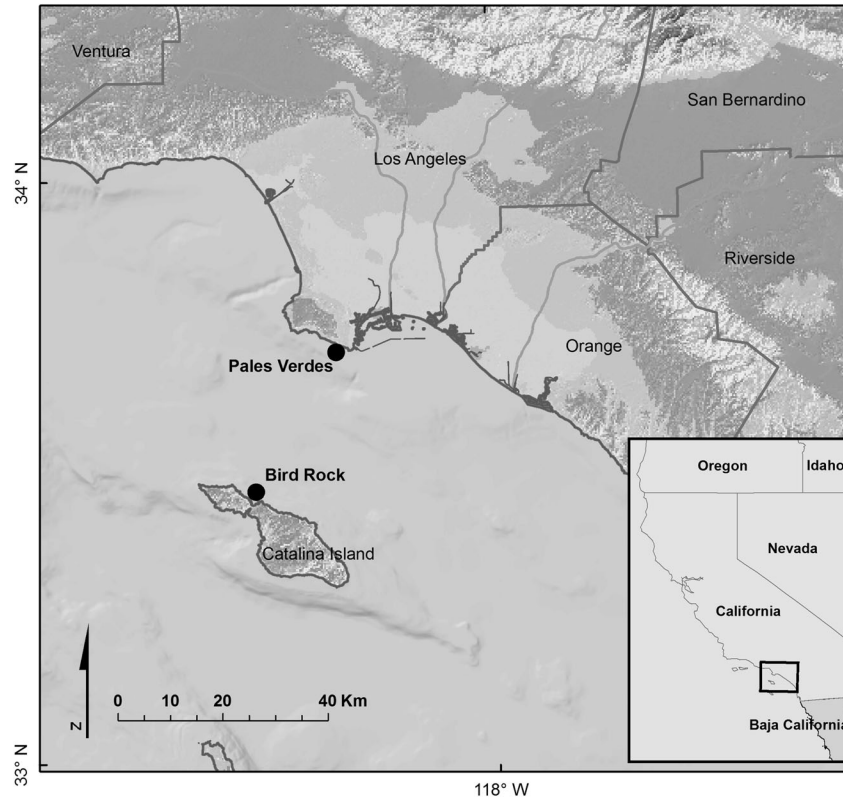 Ventura
San Bernardino
Los Angeles
34° N
Riverside
Orange
Pales Verdes
Bird Rock
Catalina Island
Oregon
Idaho
Nevada
California
Baja California
0 10 20 40 Km
N
33° N
118° W